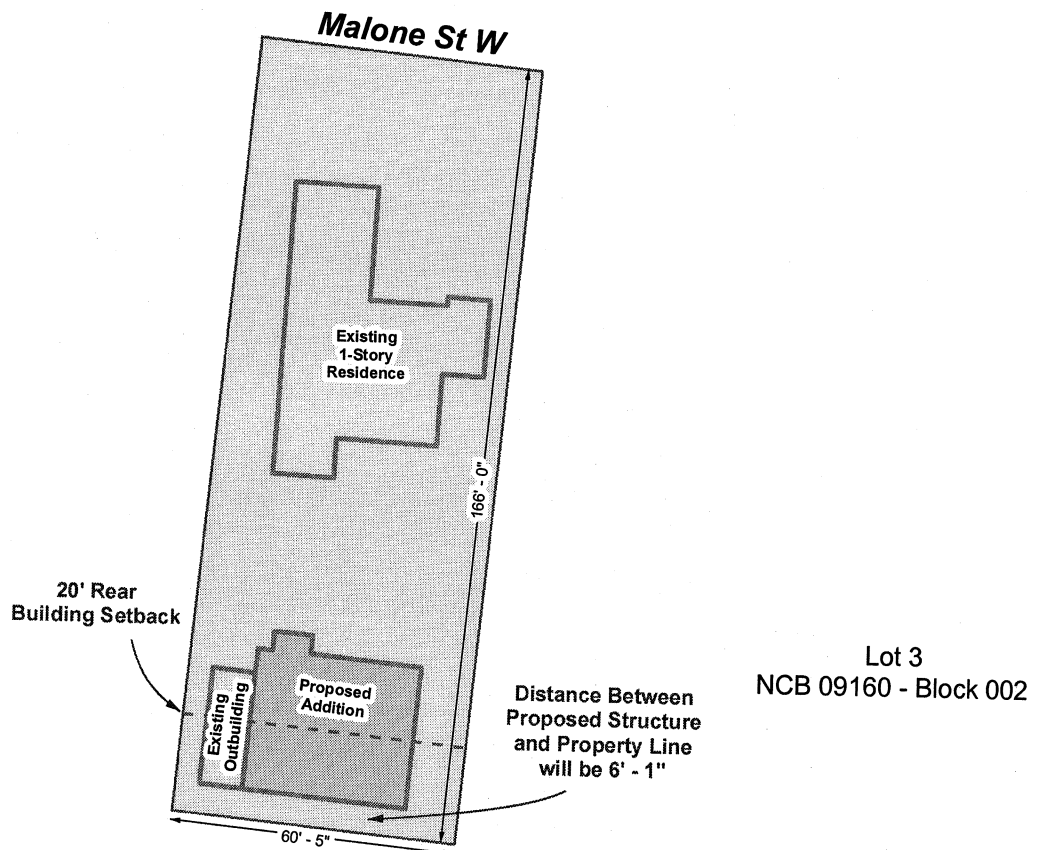 Malone St W
Existing
1-Story
Residence
166' - 0"
20' Rear
Building Setback
Proposed
Addition
Existing
Outbuilding
Distance Between
Proposed Structure
and Property Line
will be 6' - 1"
Lot 3
NCB 09160 - Block 002
60' - 5"